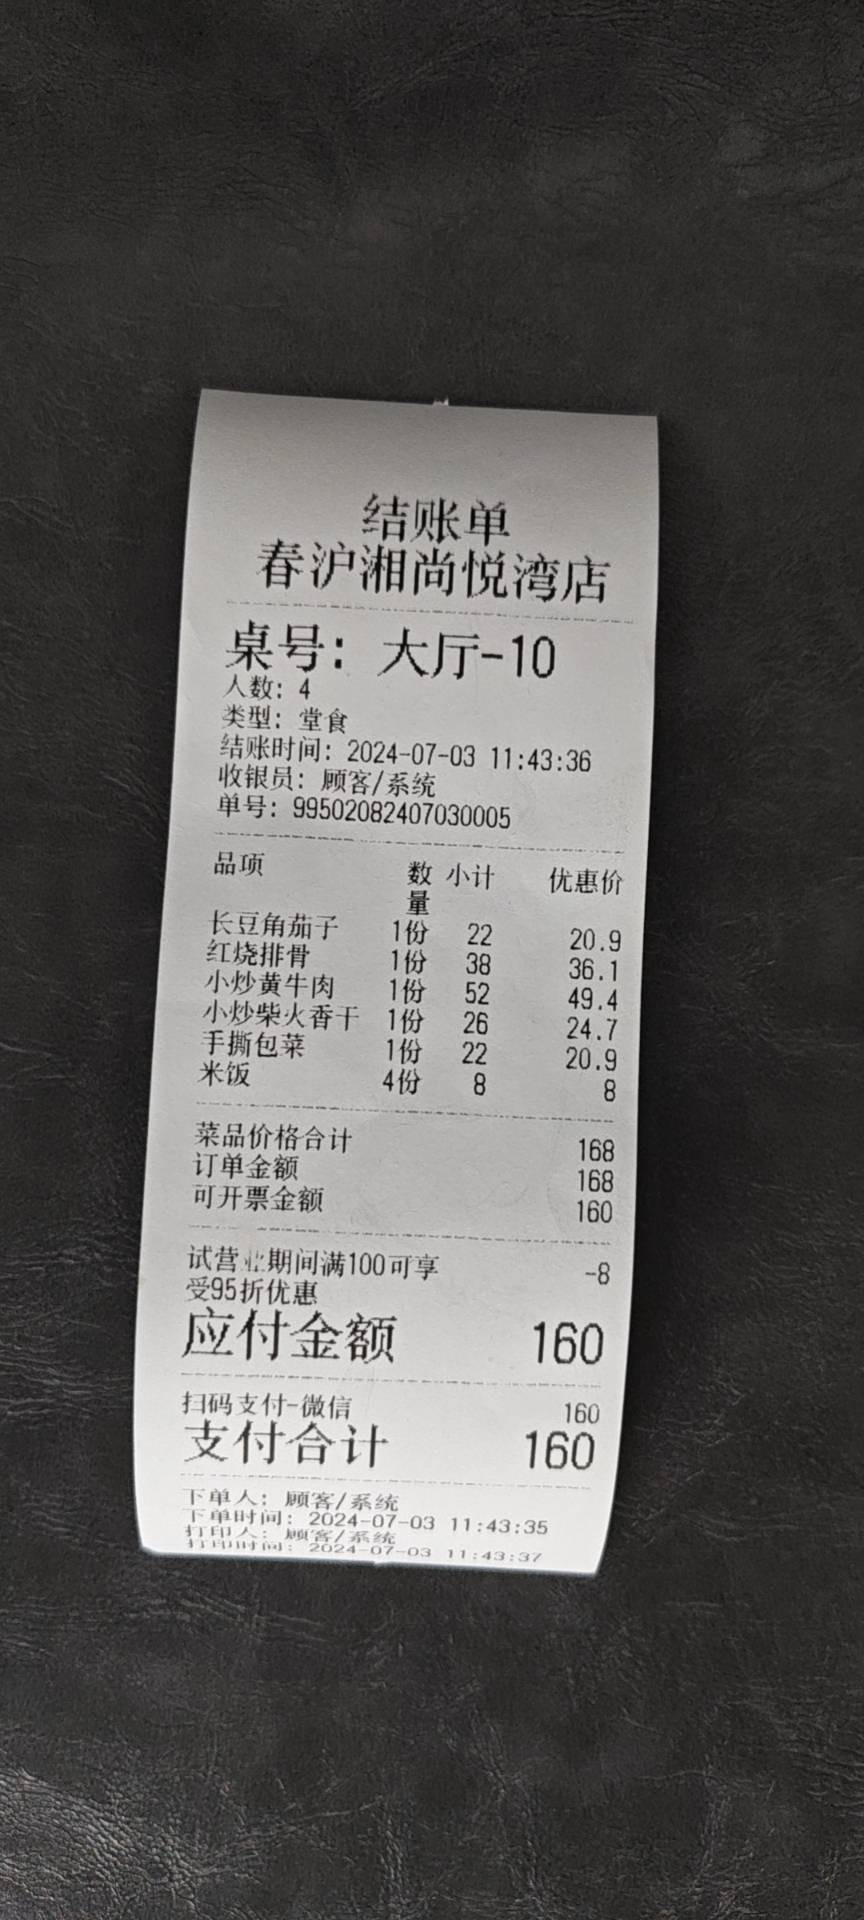 结账单
春沪湘尚悦湾店
桌号：大厅-10
人数：4
类型：堂食
结账时间：2024-07-03 11:43:36
收银员：顾客/系统
单号：99502082407030005
品项 数量 小计 优惠价
长豆角茄子 1份 22 20.9
红烧排骨 1份 38 36.1
小炒黄牛肉 1份 52 49.4
小炒柴火香干 1份 26 24.7
手撕包菜 1份 22 20.9
米饭 4份 8 8
菜品价格合计 168
订单金额 168
可开票金额 160
试营业期间满100可享 -8
受95折优惠
应付金额 160
扫码支付-微信 160
支付合计 160
下单人：顾客/系统
下单时间：2024-07-03 11:43:35
打印人：顾客/系统
打印时间：2024-07-03 11:43:37